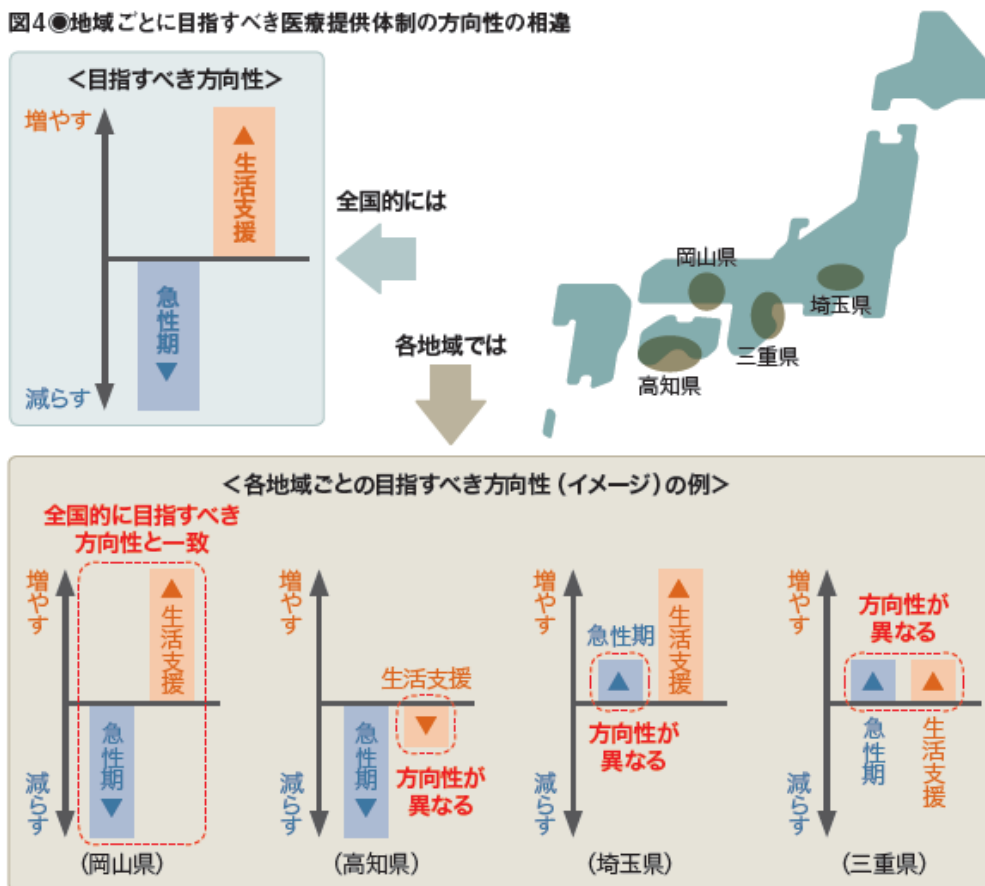 図4◉地域ごとに目指すべき医療提供体制の方向性の相違
＜目指すべき方向性＞
増やす
▲生活支援
急性期▼
減らす
全国的には
各地域では
岡山県
埼玉県
三重県
高知県
＜各地域ごとの目指すべき方向性（イメージ）の例＞
全国的に目指すべき
方向性と一致
増やす
▲生活支援
急性期▼
減らす
（岡山県）
増やす
生活支援
▼
急性期▼
方向性が
異なる
減らす
（高知県）
増やす
急性期
▲
▲生活支援
方向性が
異なる
減らす
（埼玉県）
増やす
方向性が
異なる
▲
▲
急性期
生活支援
減らす
（三重県）